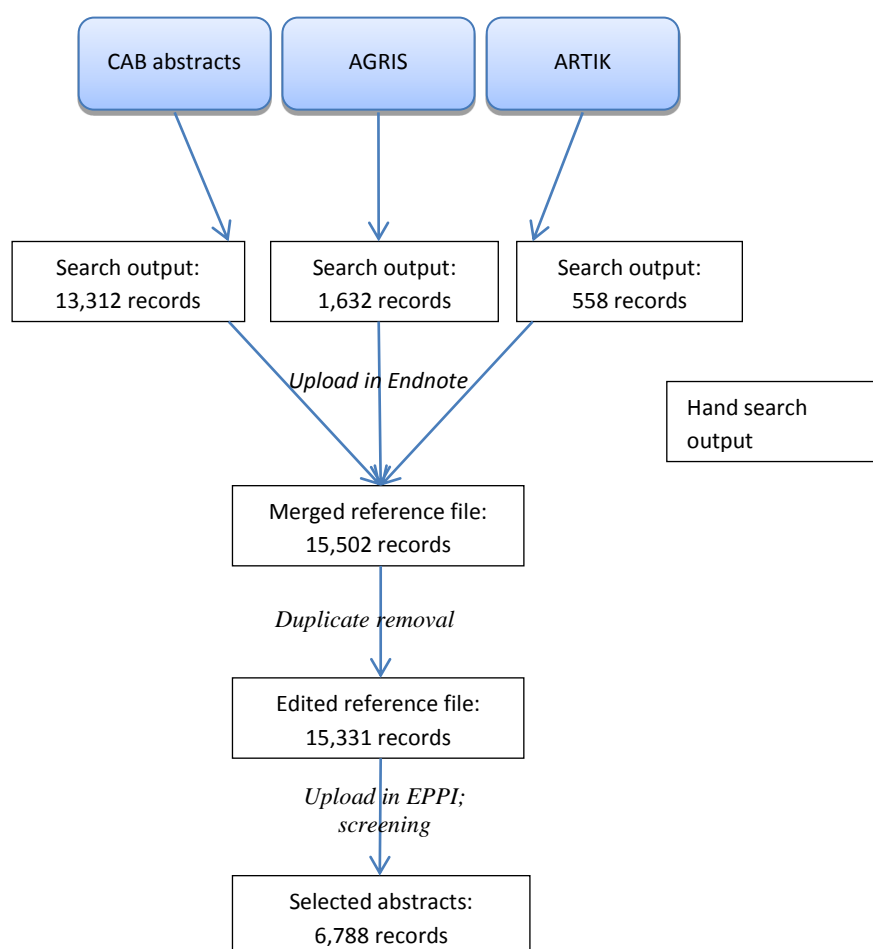 CAB abstracts
AGRIS
ARTIK
Search output:
13,312 records
Search output:
1,632 records
Search output:
558 records
Upload in Endnote
Hand search
output
Merged reference file:
15,502 records
Duplicate removal
Edited reference file:
15,331 records
Upload in EPPI;
screening
Selected abstracts:
6,788 records